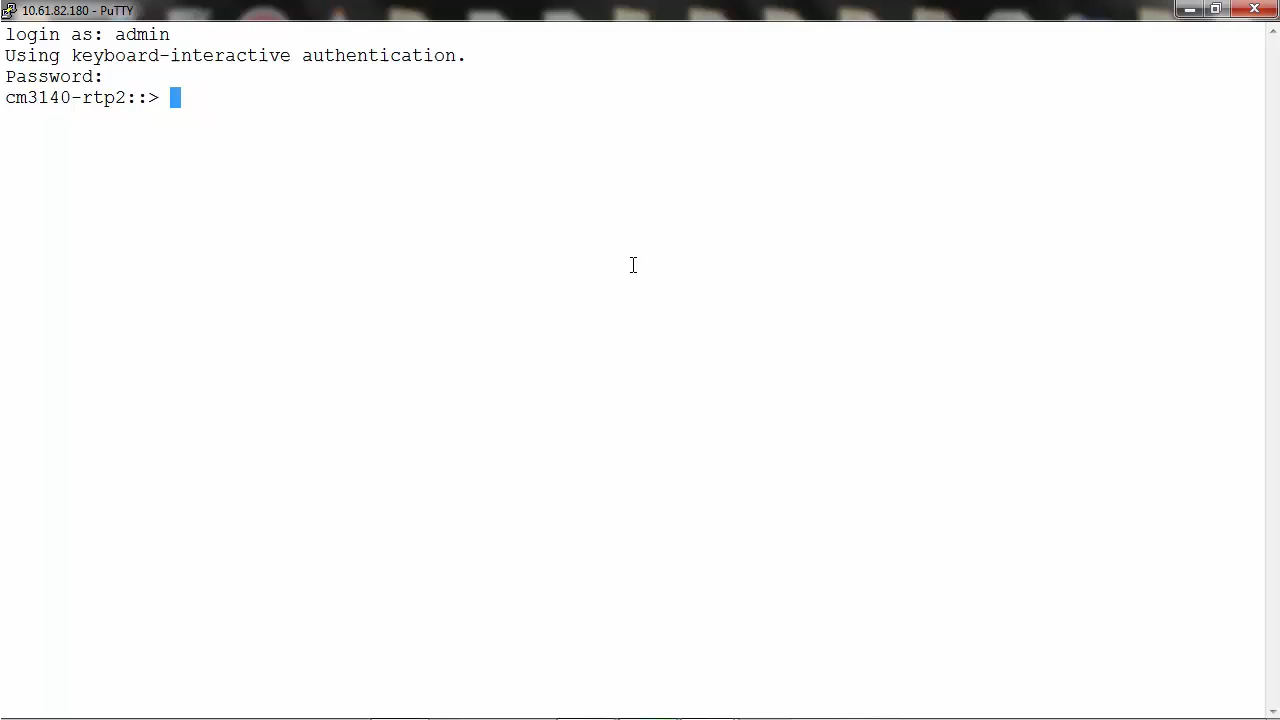 10.61.82.180 - PuTTY
login as: admin
Using keyboard-interactive authentication.
Password:
cm3140-rtp2::>